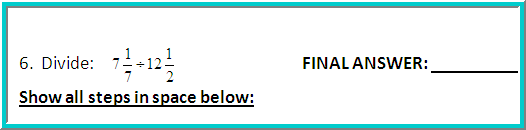 6. Divide: 7 1/7 ÷ 12 1/2 FINAL ANSWER: __________
Show all steps in space below: